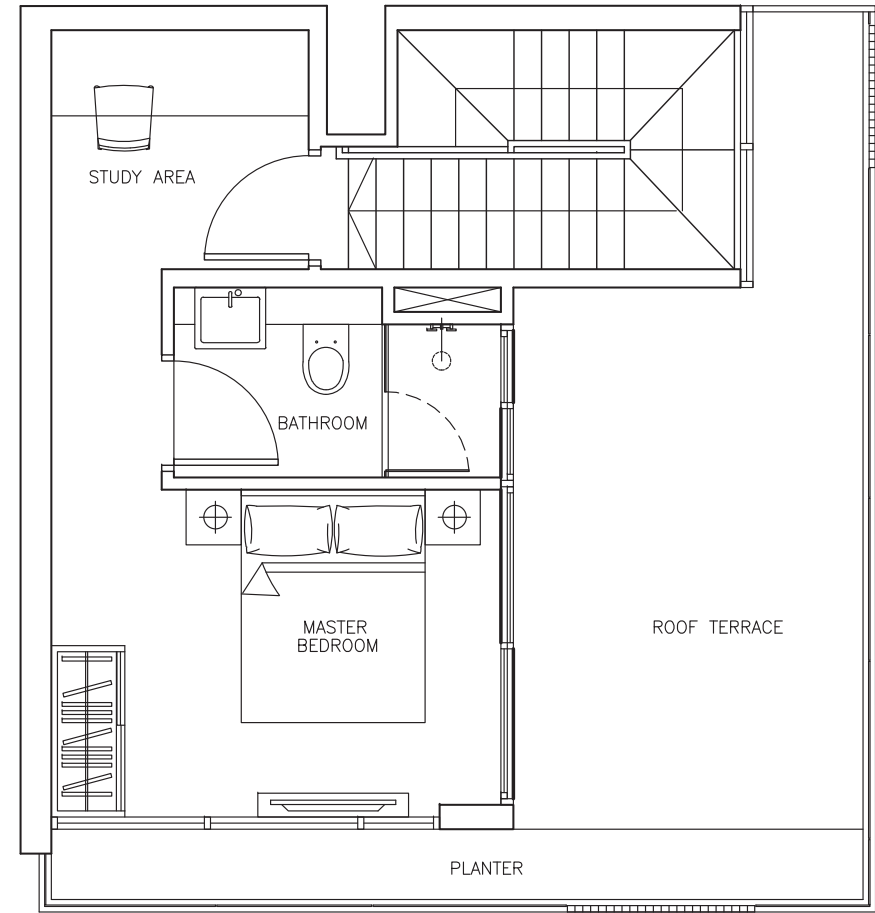 STUDY AREA
BATHROOM
MASTER
BEDROOM
ROOF TERRACE
PLANTER